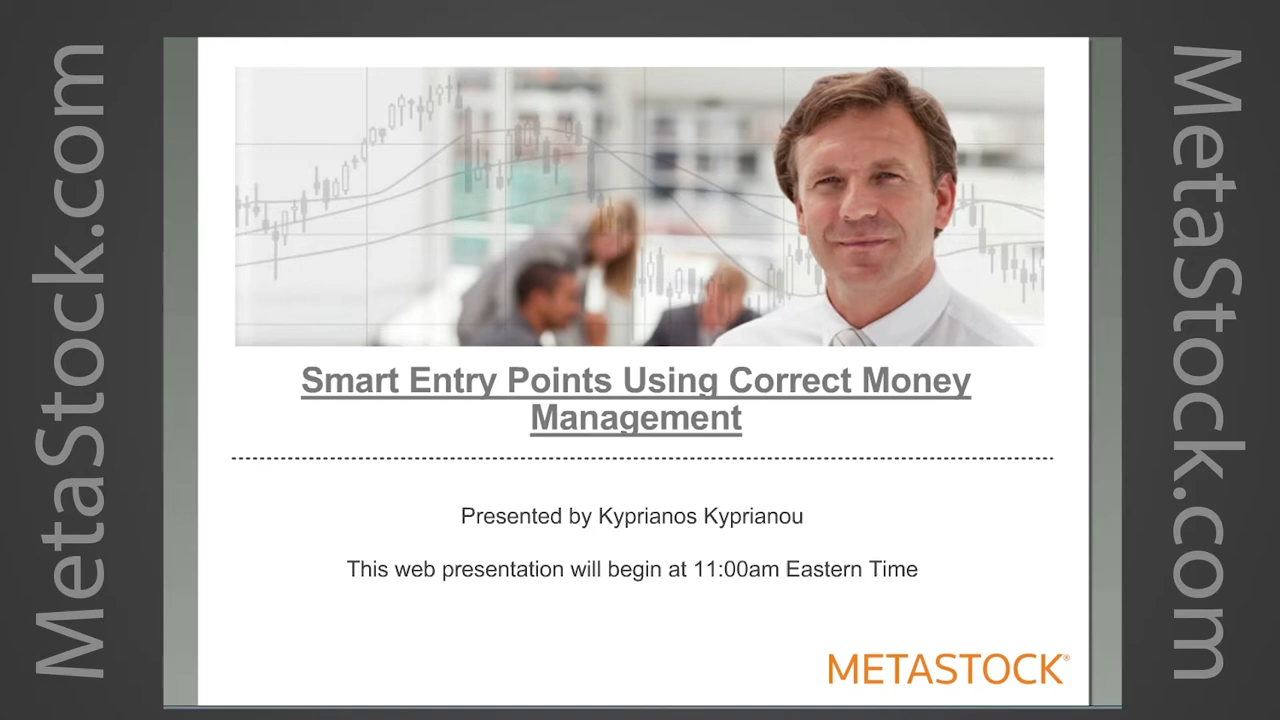 MetaStock.com
Smart Entry Points Using Correct Money
Management
Presented by Kyprianos Kyprianou
This web presentation will begin at 11:00am Eastern Time
METASTOCK®
MetaStock.com